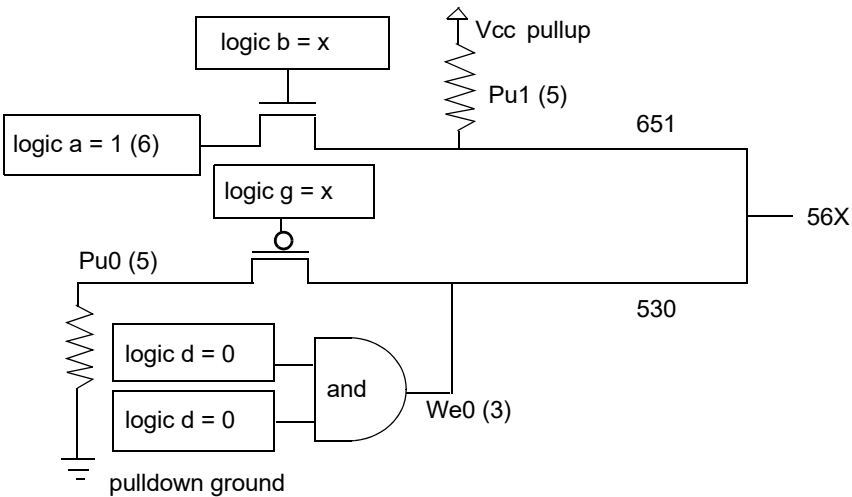 logic b = x
Vcc pullup
Pu1 (5)
651
logic a = 1 (6)
logic g = x
56X
Pu0 (5)
530
logic d = 0
and
We0 (3)
logic d = 0
pulldown ground